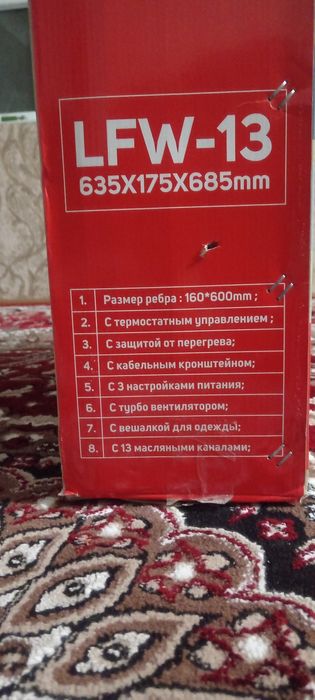 LFW-13
635X175X685mm
1. Размер ребра : 160*600mm ;
2. С термостатным управлением ;
3. С защитой от перегрева;
4. С кабельным кронштейном;
5. С 3 настройками питания;
6. С турбо вентилятором;
7. С вешалкой для одежды;
8. С 13 масляными каналами;